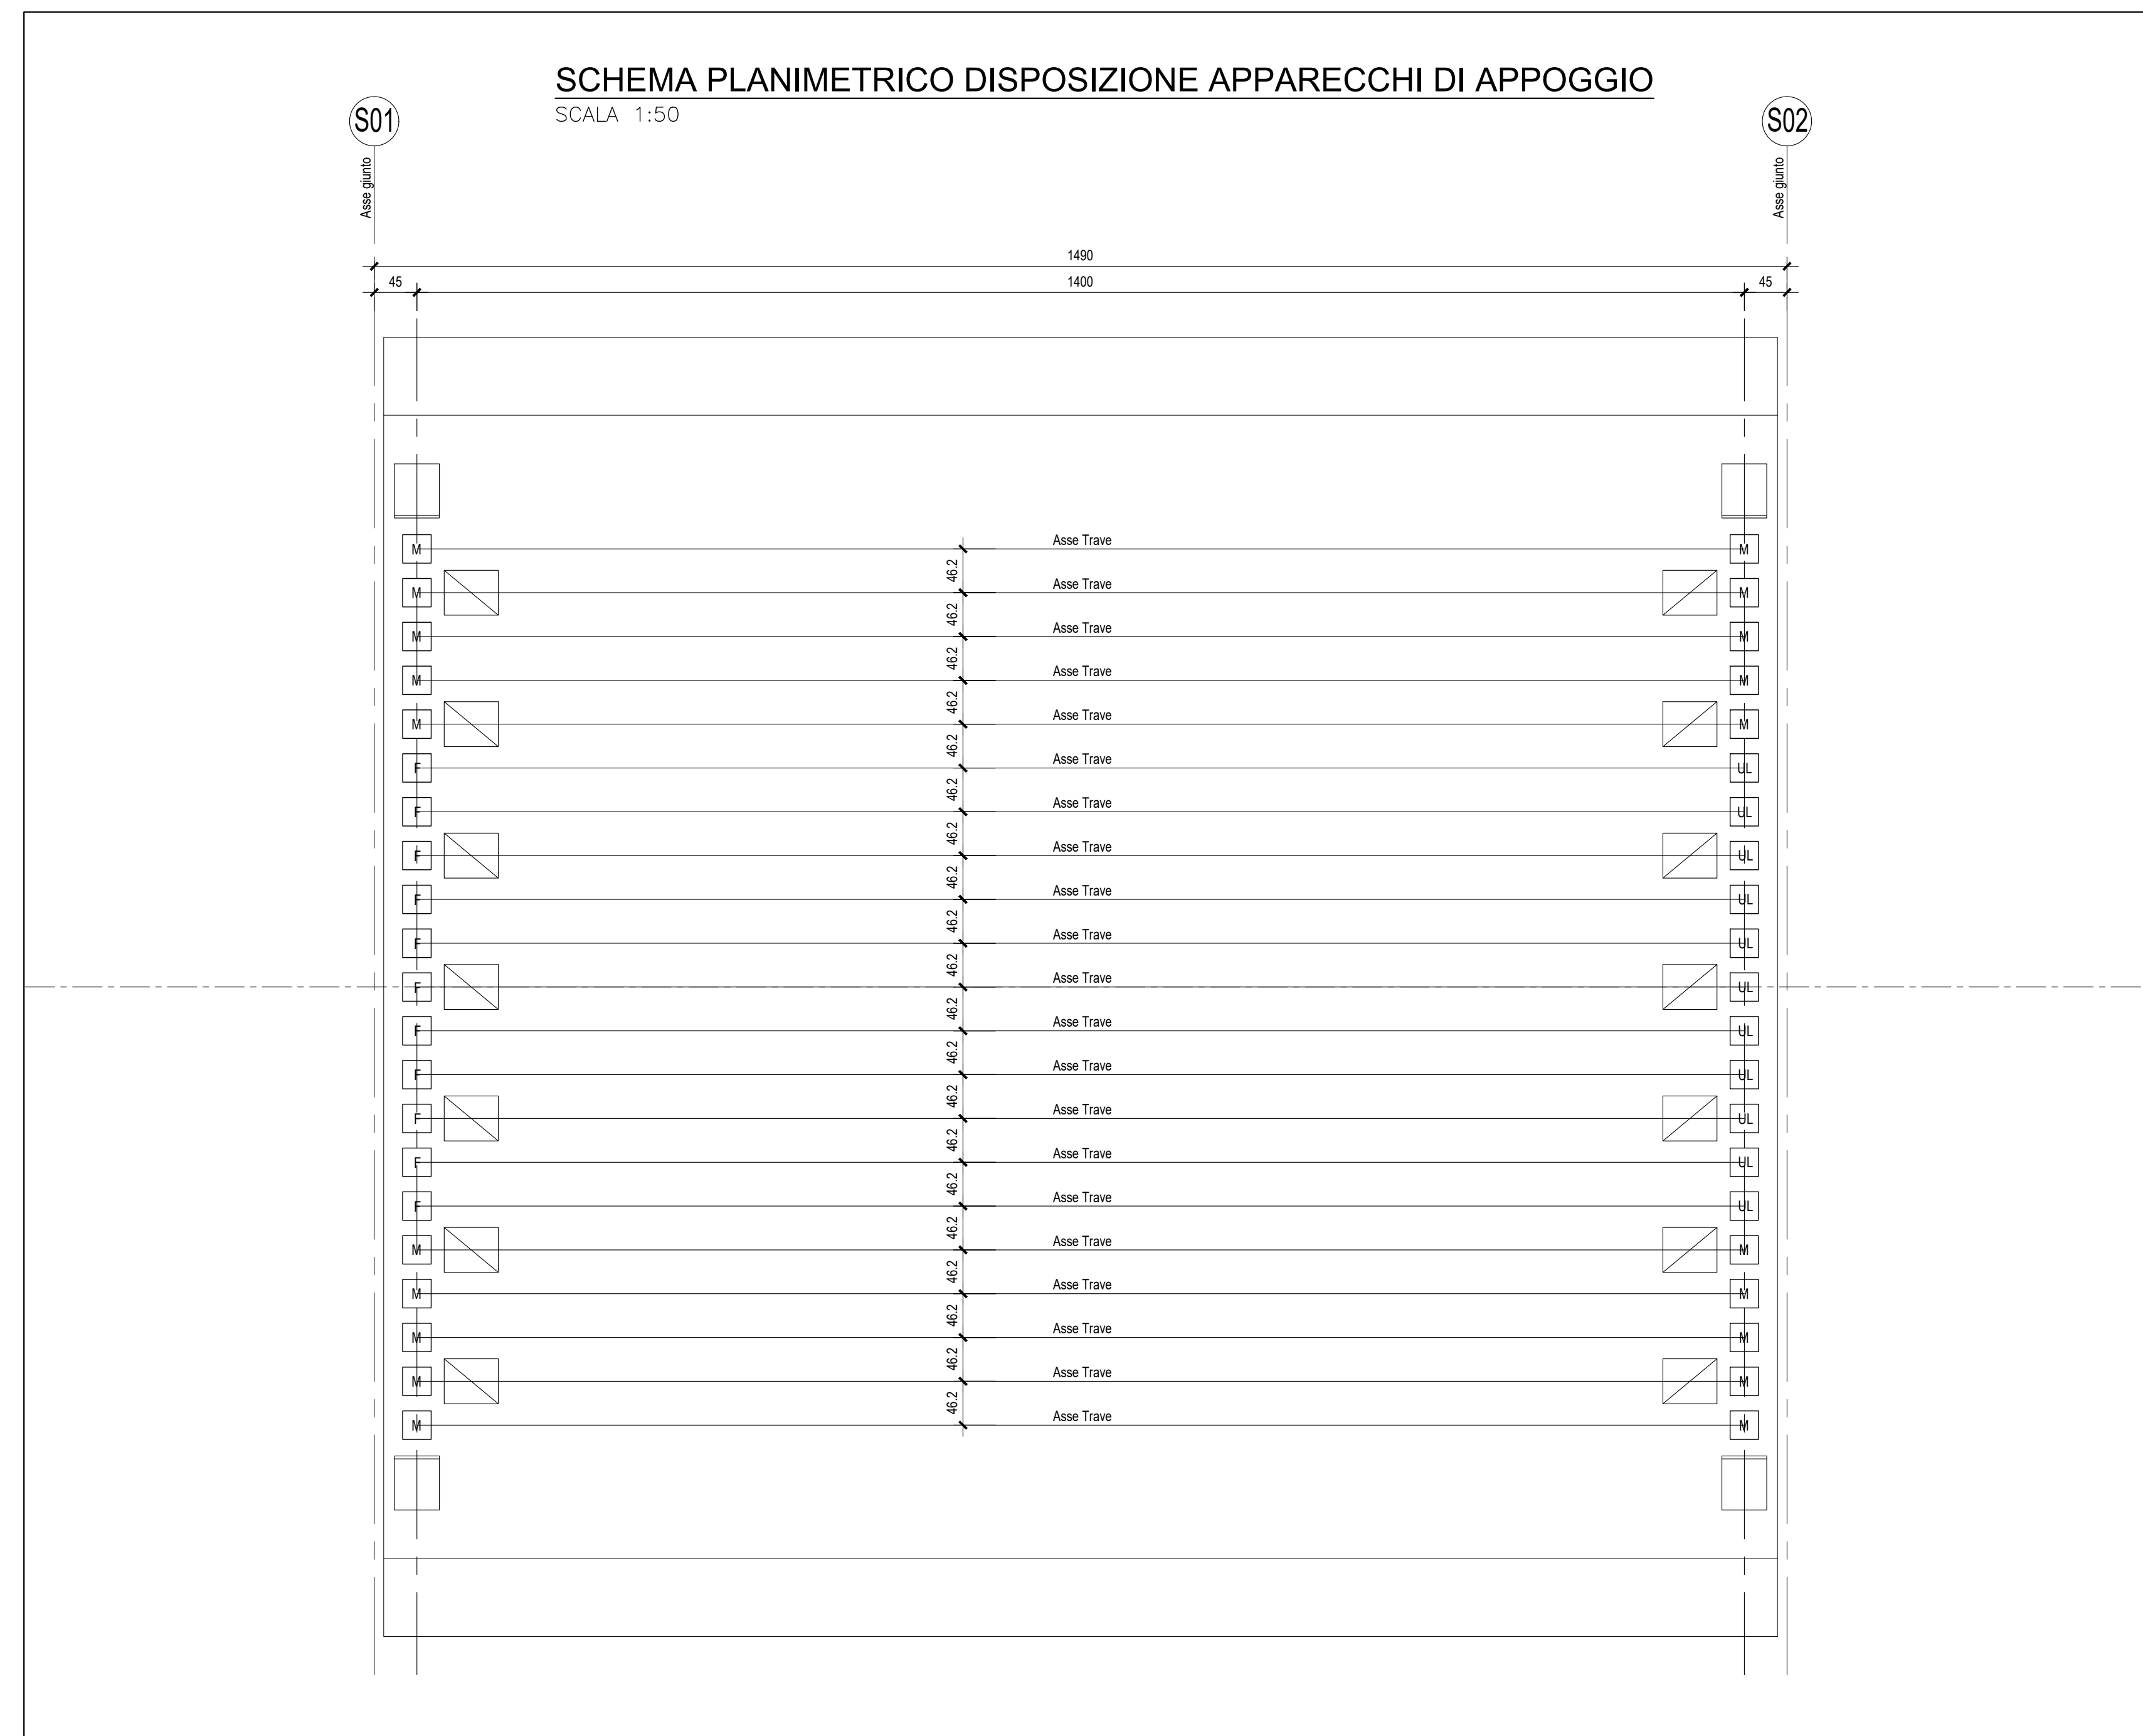 SCHEMA PLANIMETRICO DISPOSIZIONE APPARECCHI DI APPOGGIO
SCALA 1:50
S01
S02
Asse giunto
Asse giunto
1490
45
1400
45
M Asse Trave M
46.2
M Asse Trave M
46.2
M Asse Trave M
46.2
M Asse Trave M
46.2
M Asse Trave M
46.2
F Asse Trave UL
46.2
F Asse Trave UL
46.2
F Asse Trave UL
46.2
F Asse Trave UL
46.2
F Asse Trave UL
46.2
F Asse Trave UL
46.2
F Asse Trave UL
46.2
F Asse Trave UL
46.2
F Asse Trave UL
46.2
F Asse Trave UL
46.2
F Asse Trave UL
46.2
M Asse Trave M
46.2
M Asse Trave M
46.2
M Asse Trave M
46.2
M Asse Trave M
46.2
M Asse Trave M